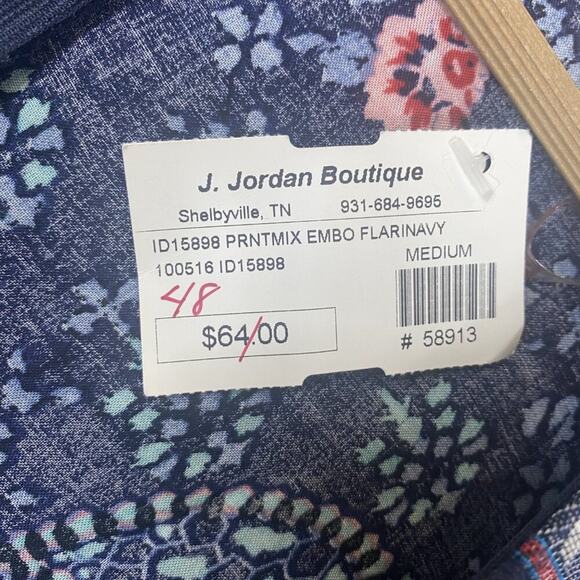 J. Jordan Boutique
Shelbyville, TN 931-684-9695
ID15898 PRNTMIX EMBO FLARINAVY
100516 ID15898 MEDIUM
48
$64.00
# 58913